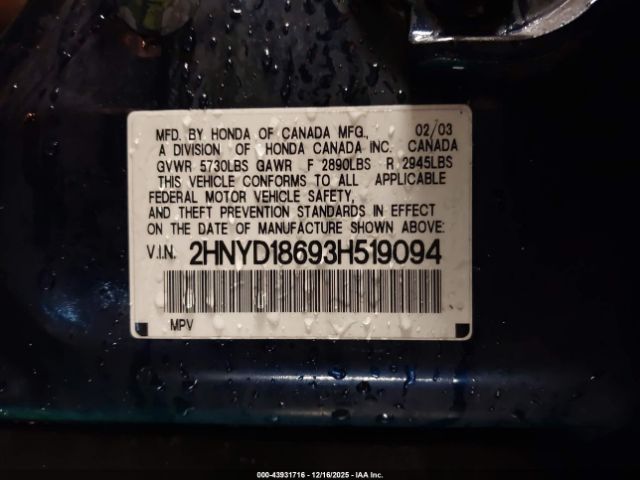 MFD. BY HONDA OF CANADA MFG., 02/03
A DIVISION OF HONDA CANADA INC. CANADA
GVWR 5730LBS GAWR F 2890LBS R 2945LBS
THIS VEHICLE CONFORMS TO ALL APPLICABLE
FEDERAL MOTOR VEHICLE SAFETY,
AND THEFT PREVENTION STANDARDS IN EFFECT
ON THE DATE OF MANUFACTURE SHOWN ABOVE:
V.I.N. 2HNYD18693H519094
MPV
000-43931716 - 12/16/2025 - IAA Inc.